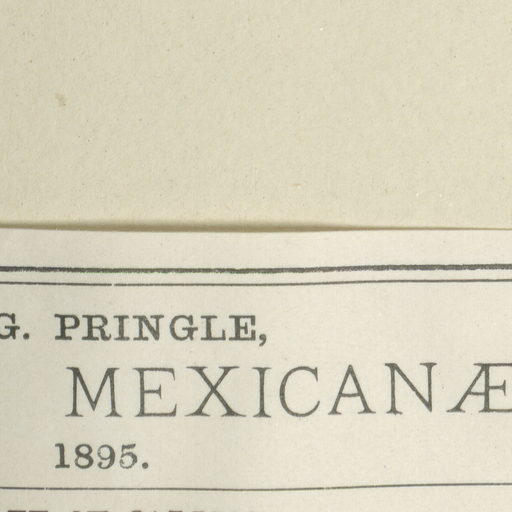 G. PRINGLE,
MEXICANÆ
1895.